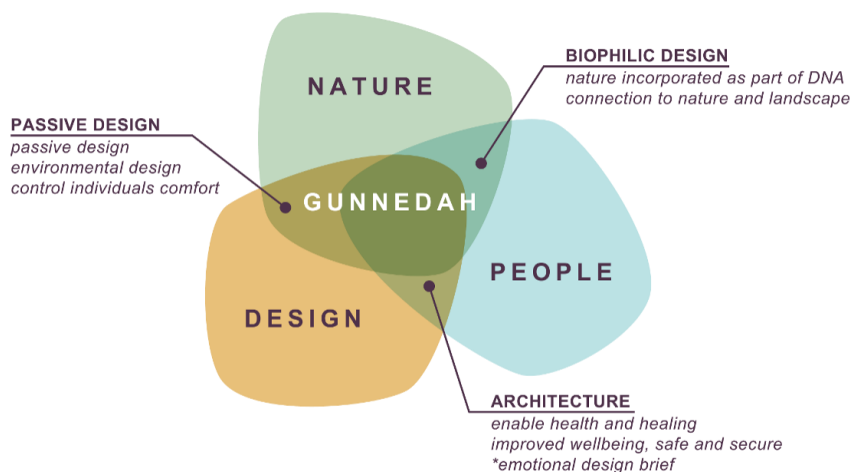 NATURE
BIOPHILIC DESIGN
nature incorporated as part of DNA
connection to nature and landscape
PASSIVE DESIGN
passive design
environmental design
control individuals comfort
GUNNEDAH
PEOPLE
DESIGN
ARCHITECTURE
enable health and healing
improved wellbeing, safe and secure
*emotional design brief